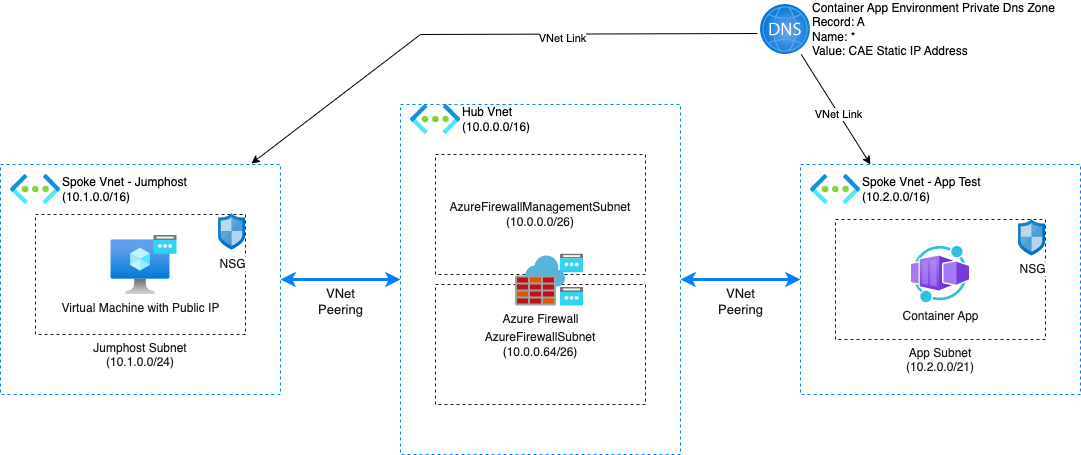 Container App Environment Private Dns Zone
Record: A
Name: *
Value: CAE Static IP Address
DNS
VNet Link
VNet Link
Hub Vnet
(10.0.0.0/16)
Spoke Vnet - Jumphost
(10.1.0.0/16)
NSG
Virtual Machine with Public IP
Jumphost Subnet
(10.1.0.0/24)
VNet
Peering
AzureFirewallManagementSubnet
(10.0.0.0/26)
Azure Firewall
AzureFirewallSubnet
(10.0.0.64/26)
VNet
Peering
Spoke Vnet - App Test
(10.2.0.0/16)
NSG
Container App
App Subnet
(10.2.0.0/21)